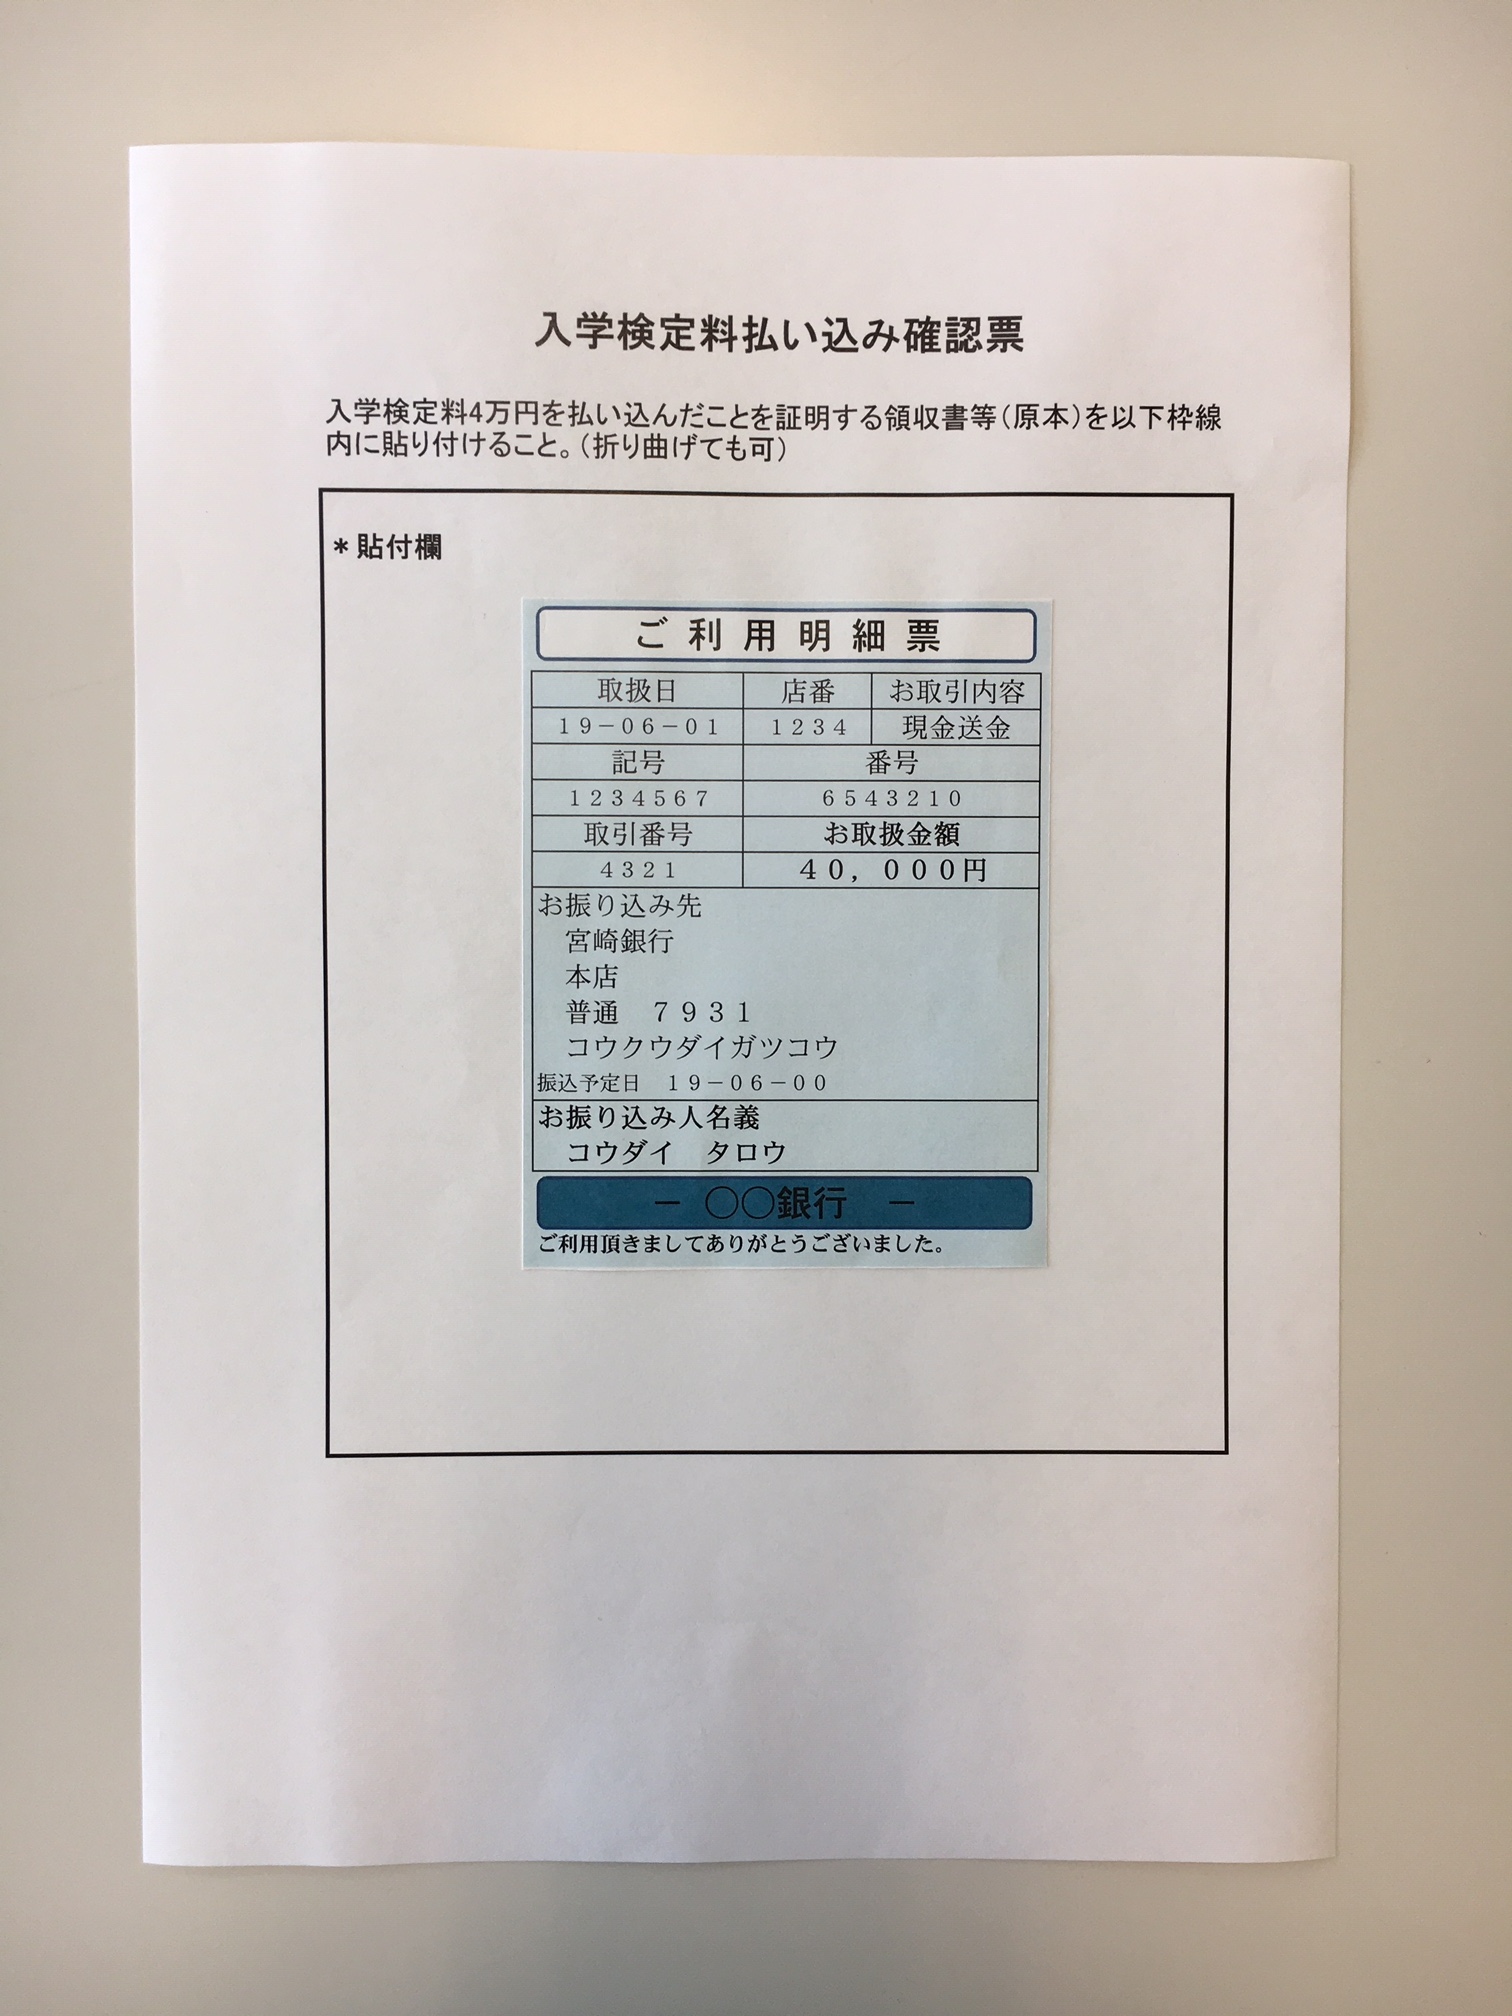 入学検定料払い込み確認票
入学検定料4万円を払い込んだことを証明する領収書等（原本）を以下枠線
内に貼り付けること。（折り曲げても可）
＊貼付欄
ご利用明細票
取扱日 店番 お取引内容
１９－０６－０１ １２３４ 現金送金
記号 番号
１２３４５６７ ６５４３２１０
取引番号 お取扱金額
４３２１ ４０，０００円
お振り込み先
宮崎銀行
本店
普通　７９３１
コウクウダイガツコウ
振込予定日　１９－０６－００
お振り込み人名義
コウダイ　タロウ
－ 〇〇銀行 －
ご利用頂きましてありがとうございました。